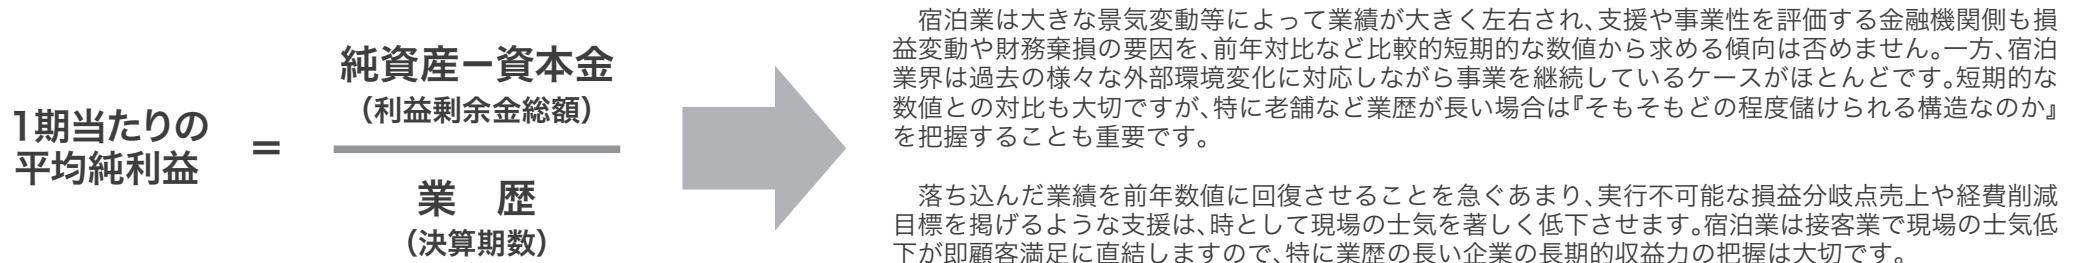 1期当たりの
平均純利益
＝
純資産ー資本金
（利益剰余金総額）
業　歴
（決算期数）
　宿泊業は大きな景気変動等によって業績が大きく左右され、支援や事業性を評価する金融機関側も損
益変動や財務棄損の要因を、前年対比など比較的短期的な数値から求める傾向は否めません。一方、宿泊
業界は過去の様々な外部環境変化に対応しながら事業を継続しているケースがほとんどです。短期的な
数値との対比も大切ですが、特に老舗など業歴が長い場合は『そもそもどの程度儲けられる構造なのか』
を把握することも重要です。
　落ち込んだ業績を前年数値に回復させることを急ぐあまり、実行不可能な損益分岐点売上や経費削減
目標を掲げるような支援は、時として現場の士気を著しく低下させます。宿泊業は接客業で現場の士気低
下が即顧客満足に直結しますので、特に業歴の長い企業の長期的収益力の把握は大切です。